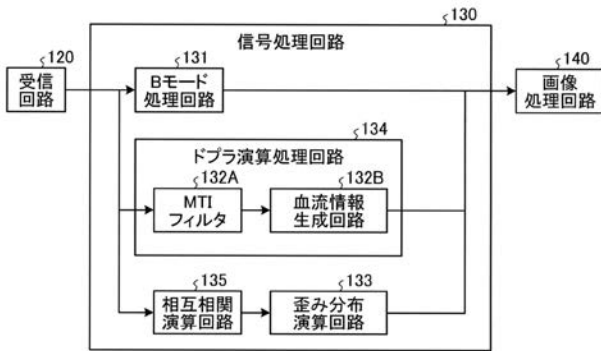 130
信号処理回路
120
受信
回路
131
Bモード
処理回路
140
画像
処理回路
134
ドプラ演算処理回路
132A
MTI
フィルタ
132B
血流情報
生成回路
135
相互相関
演算回路
133
歪み分布
演算回路